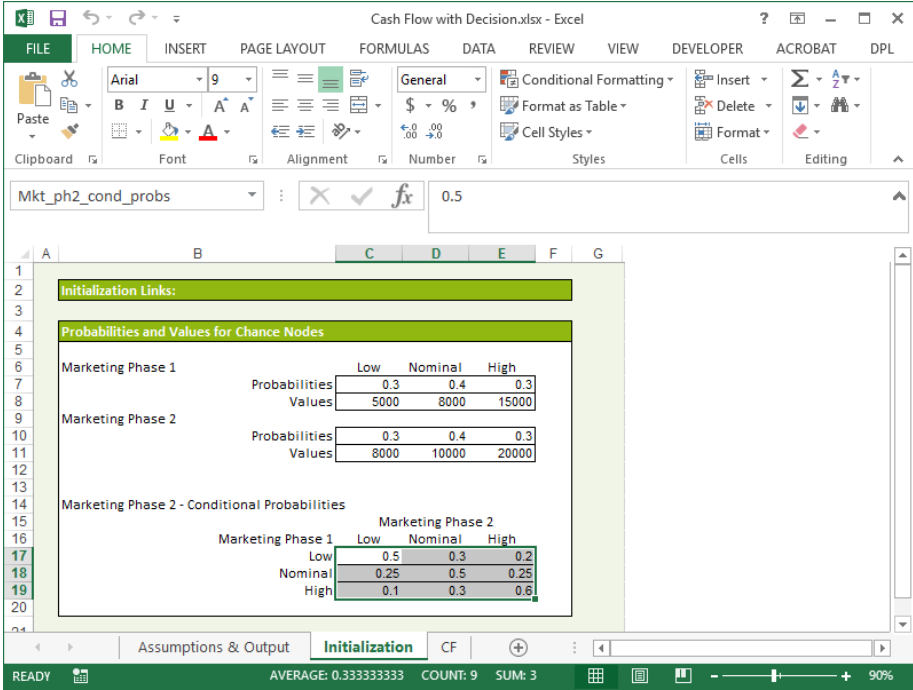 Cash Flow with Decision.xlsx - Excel
FILE HOME INSERT PAGE LAYOUT FORMULAS DATA REVIEW VIEW DEVELOPER ACROBAT DPL
Paste
Arial 9
B I U A A
A
General
$ % ,
.00 .0
.00
Conditional Formatting
Format as Table
Cell Styles
Insert
Delete
Format
Σ
A Z
Clipboard Font Alignment Number Styles Cells Editing
Mkt_ph2_cond_probs fx 0.5
A B C D E F G
1
2 Initialization Links:
3
4 Probabilities and Values for Chance Nodes
5
6 Marketing Phase 1 Low Nominal High
7 Probabilities 0.3 0.4 0.3
8 Values 5000 8000 15000
9 Marketing Phase 2
10 Probabilities 0.3 0.4 0.3
11 Values 8000 10000 20000
12
13
14 Marketing Phase 2 - Conditional Probabilities
15 Marketing Phase 2
16 Marketing Phase 1 Low Nominal High
17 Low 0.5 0.3 0.2
18 Nominal 0.25 0.5 0.25
19 High 0.1 0.3 0.6
20
21
Assumptions & Output Initialization CF
READY AVERAGE: 0.333333333 COUNT: 9 SUM: 3 90%